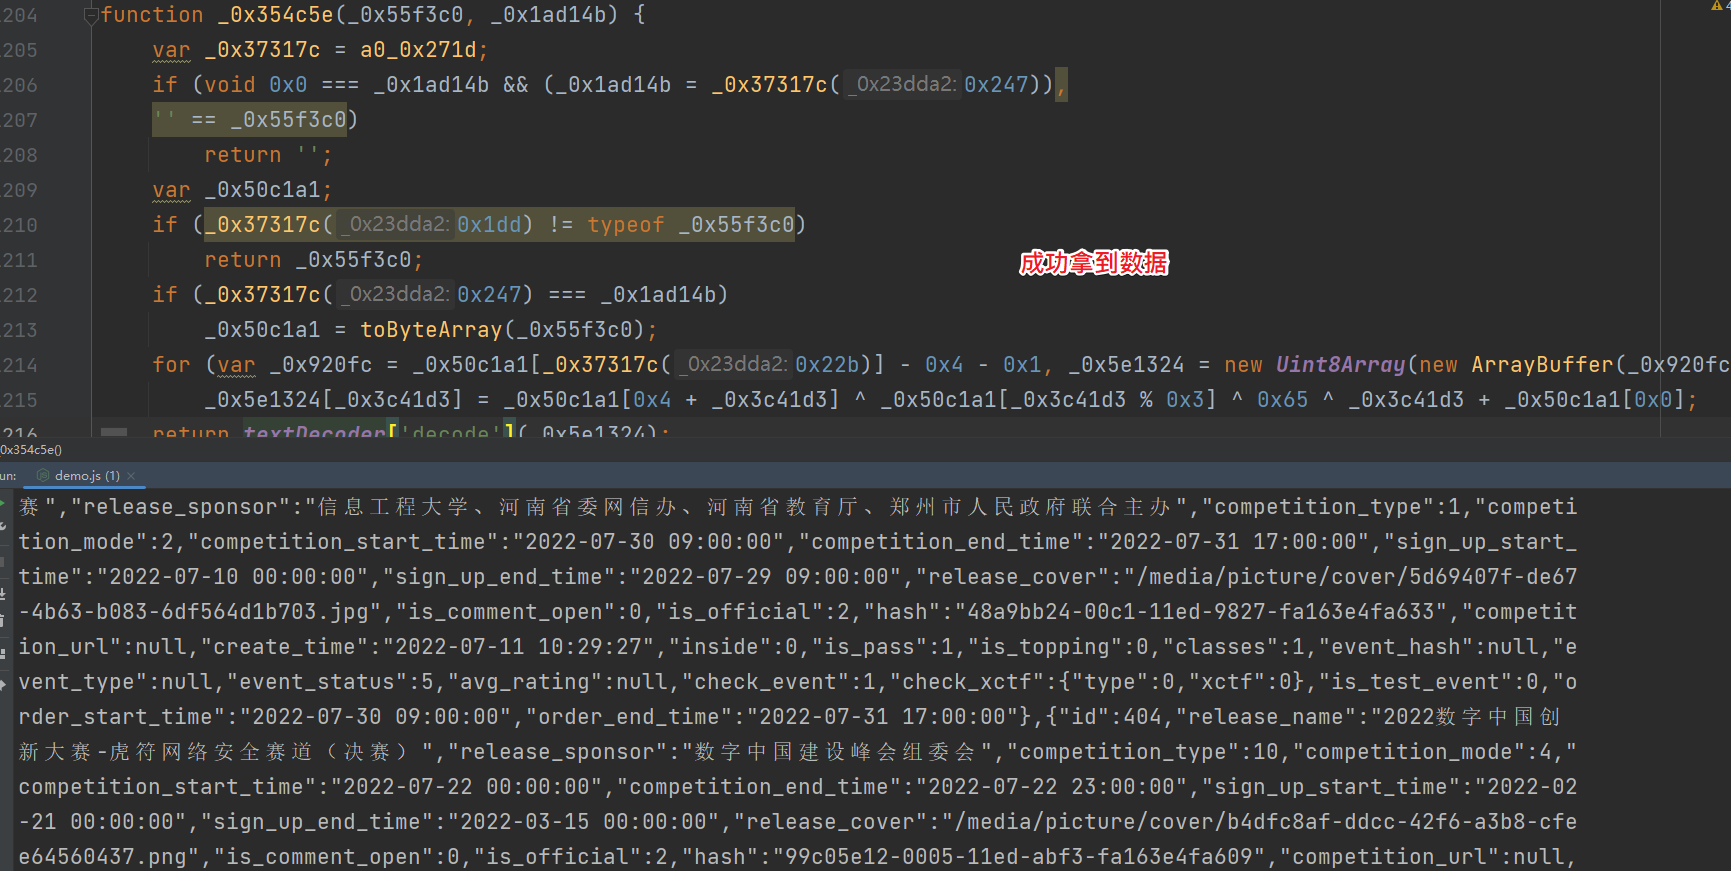 204 function _0x354c5e(_0x55f3c0, _0x1ad14b) {
205 var _0x37317c = a0_0x271d;
206 if (void 0x0 === _0x1ad14b && (_0x1ad14b = _0x37317c( _0x23dda2: 0x247)),
207 '' == _0x55f3c0)
208 return '';
209 var _0x50c1a1;
210 if (_0x37317c( _0x23dda2: 0x1dd) != typeof _0x55f3c0)
211 return _0x55f3c0;
成功拿到数据
212 if (_0x37317c( _0x23dda2: 0x247) === _0x1ad14b)
213 _0x50c1a1 = toByteArray(_0x55f3c0);
214 for (var _0x920fc = _0x50c1a1[_0x37317c( _0x23dda2: 0x22b)] - 0x4 - 0x1, _0x5e1324 = new Uint8Array(new ArrayBuffer(_0x920fc
215 _0x5e1324[_0x3c41d3] = _0x50c1a1[0x4 + _0x3c41d3] ^ _0x50c1a1[_0x3c41d3 % 0x3] ^ 0x65 ^ _0x3c41d3 + _0x50c1a1[0x0];
216 return textDecoder['decode'](_0x5e1324);
0x354c5e()
un: demo.js (1) ×
赛","release_sponsor":"信息工程大学、河南省委网信办、河南省教育厅、郑州市人民政府联合主办","competition_type":1,"competi
tion_mode":2,"competition_start_time":"2022-07-30 09:00:00","competition_end_time":"2022-07-31 17:00:00","sign_up_start_
time":"2022-07-10 00:00:00","sign_up_end_time":"2022-07-29 09:00:00","release_cover":"/media/picture/cover/5d69407f-de67
-4b63-b083-6df564d1b703.jpg","is_comment_open":0,"is_official":2,"hash":"48a9bb24-00c1-11ed-9827-fa163e4fa633","competit
ion_url":null,"create_time":"2022-07-11 10:29:27","inside":0,"is_pass":1,"is_topping":0,"classes":1,"event_hash":null,"e
vent_type":null,"event_status":5,"avg_rating":null,"check_event":1,"check_xctf":{"type":0,"xctf":0},"is_test_event":0,"o
rder_start_time":"2022-07-30 09:00:00","order_end_time":"2022-07-31 17:00:00"},{"id":404,"release_name":"2022数字中国创
新大赛-虎符网络安全赛道（决赛）","release_sponsor":"数字中国建设峰会组委会","competition_type":10,"competition_mode":4,"
competition_start_time":"2022-07-22 00:00:00","competition_end_time":"2022-07-22 23:00:00","sign_up_start_time":"2022-02
-21 00:00:00","sign_up_end_time":"2022-03-15 00:00:00","release_cover":"/media/picture/cover/b4dfc8af-ddcc-42f6-a3b8-cfe
e64560437.png","is_comment_open":0,"is_official":2,"hash":"99c05e12-0005-11ed-abf3-fa163e4fa609","competition_url":null,